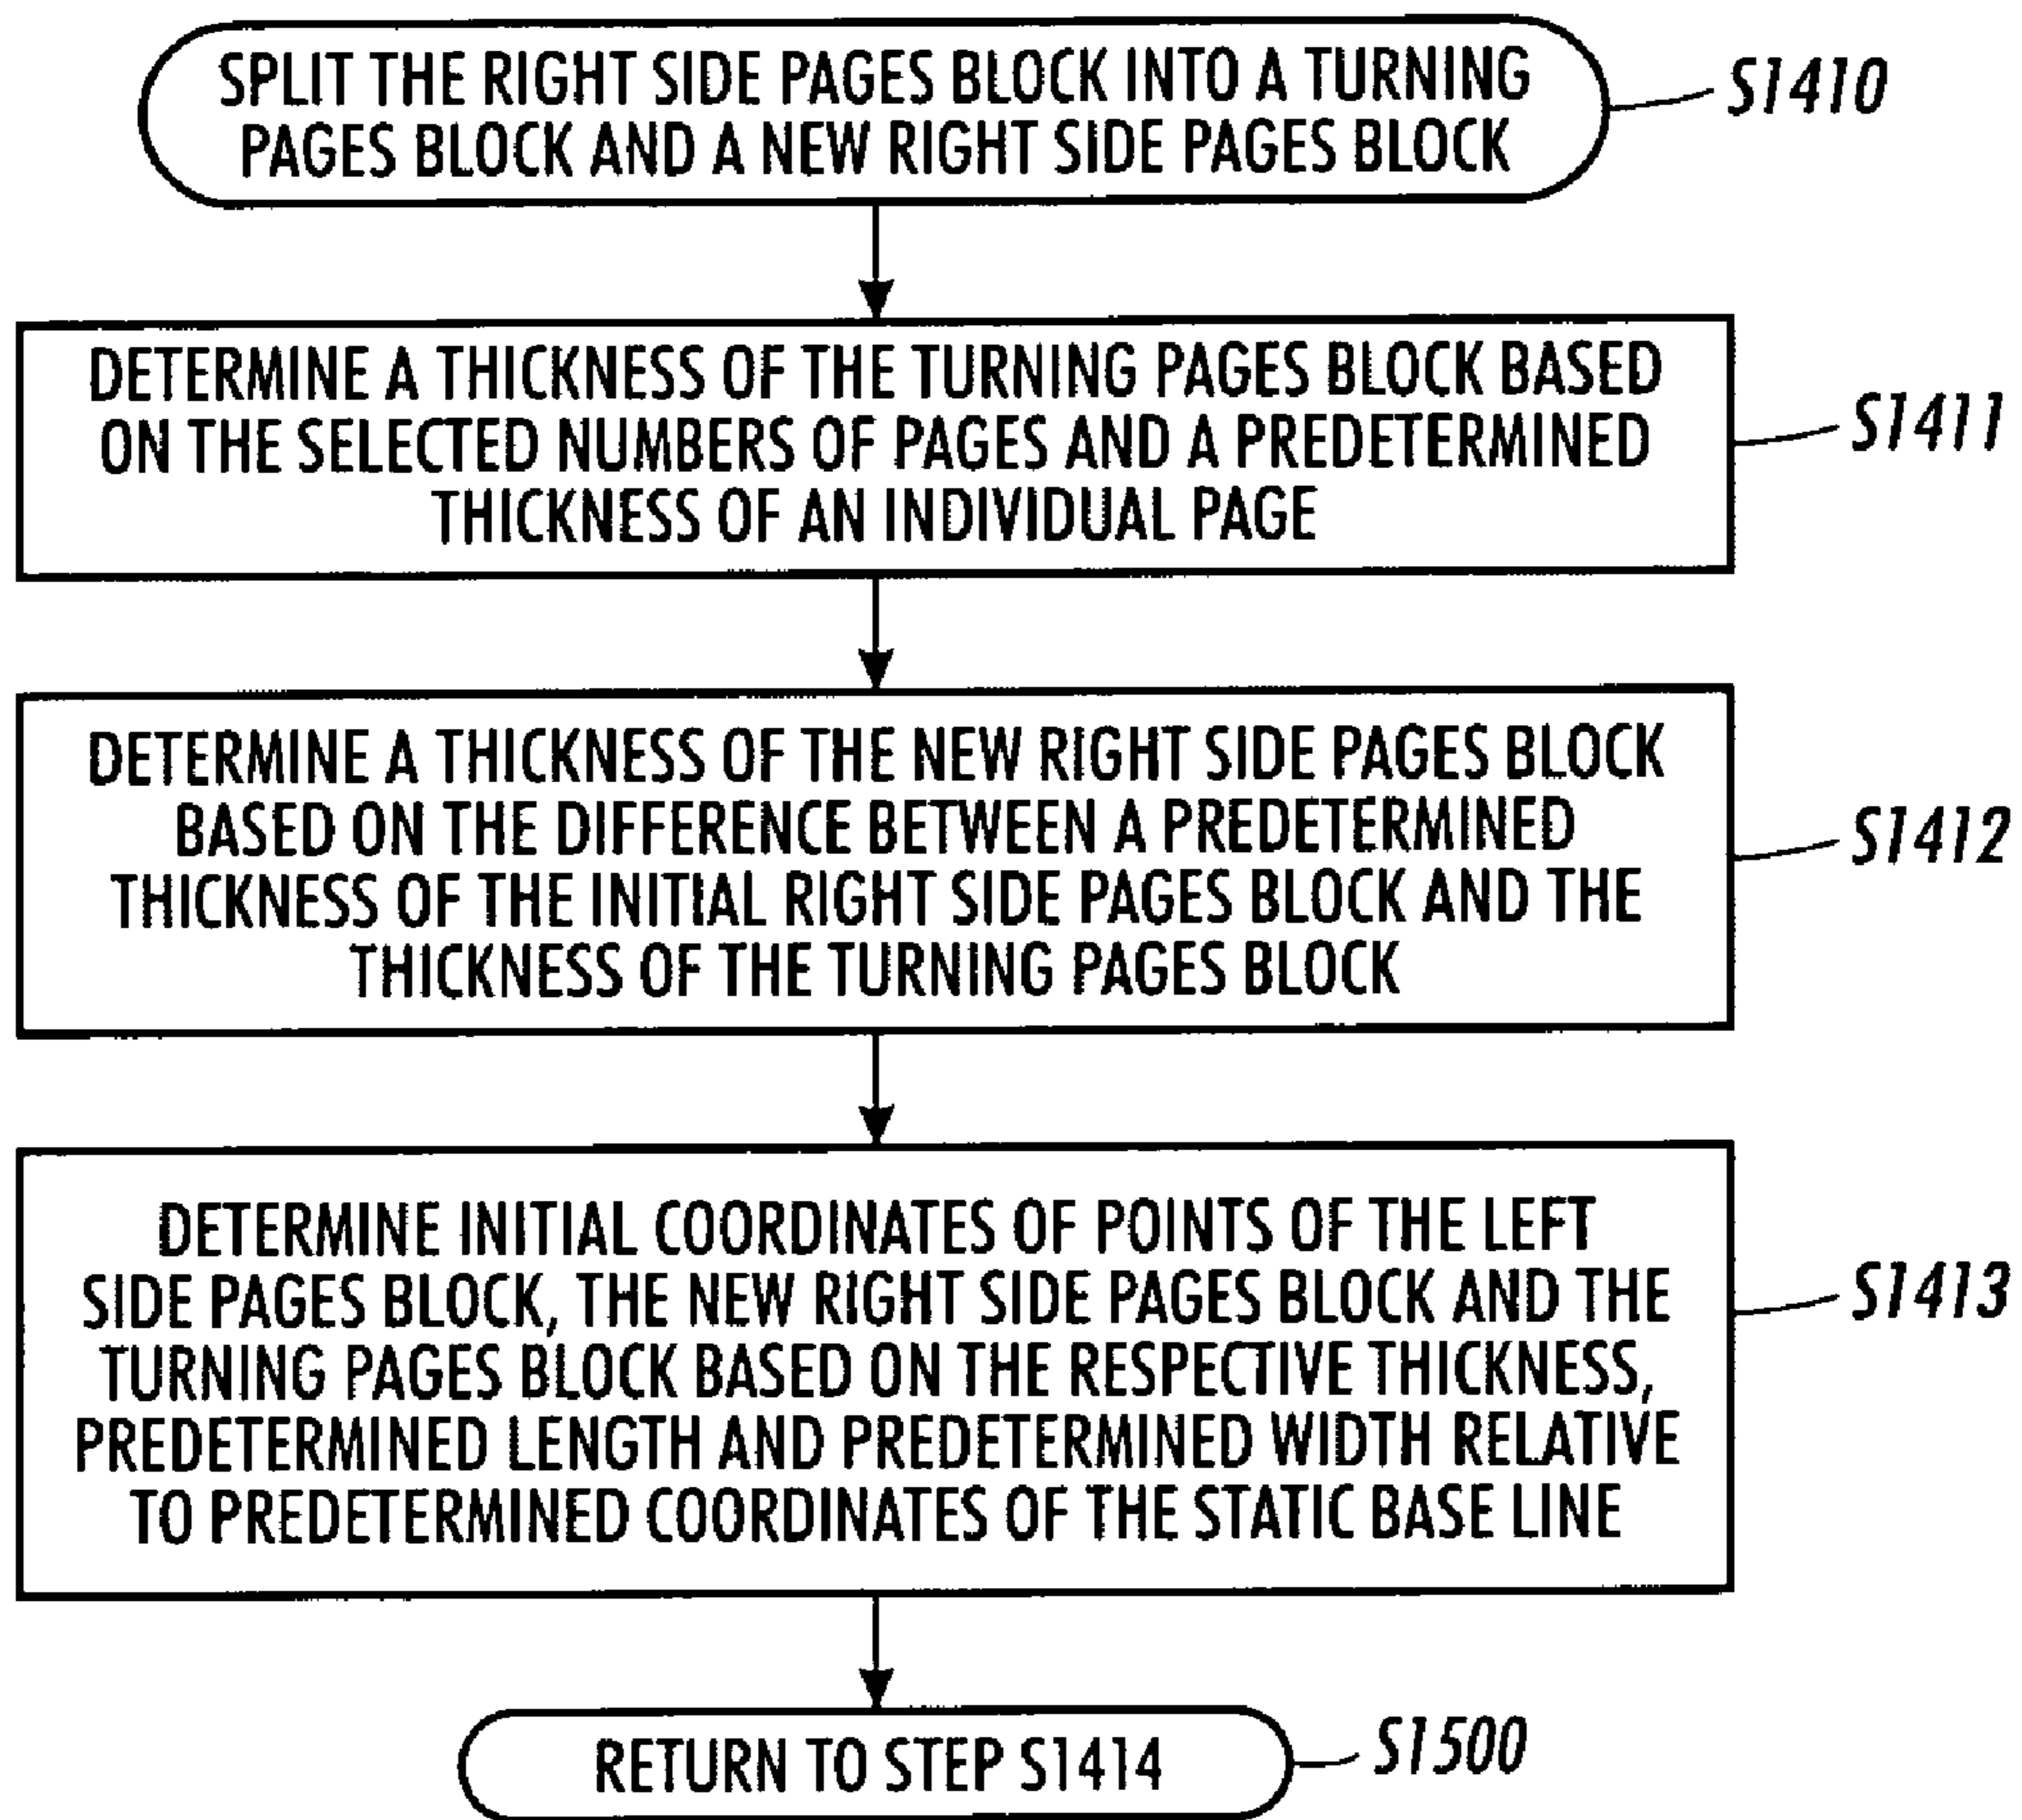 SPLIT THE RIGHT SIDE PAGES BLOCK INTO A TURNING
PAGES BLOCK AND A NEW RIGHT SIDE PAGES BLOCK
S1410
DETERMINE A THICKNESS OF THE TURNING PAGES BLOCK BASED
ON THE SELECTED NUMBERS OF PAGES AND A PREDETERMINED
THICKNESS OF AN INDIVIDUAL PAGE
S1411
DETERMINE A THICKNESS OF THE NEW RIGHT SIDE PAGES BLOCK
BASED ON THE DIFFERENCE BETWEEN A PREDETERMINED
THICKNESS OF THE INITIAL RIGHT SIDE PAGES BLOCK AND THE
THICKNESS OF THE TURNING PAGES BLOCK
S1412
DETERMINE INITIAL COORDINATES OF POINTS OF THE LEFT
SIDE PAGES BLOCK, THE NEW RIGHT SIDE PAGES BLOCK AND THE
TURNING PAGES BLOCK BASED ON THE RESPECTIVE THICKNESS,
PREDETERMINED LENGTH AND PREDETERMINED WIDTH RELATIVE
TO PREDETERMINED COORDINATES OF THE STATIC BASE LINE
S1413
RETURN TO STEP S1414
S1500